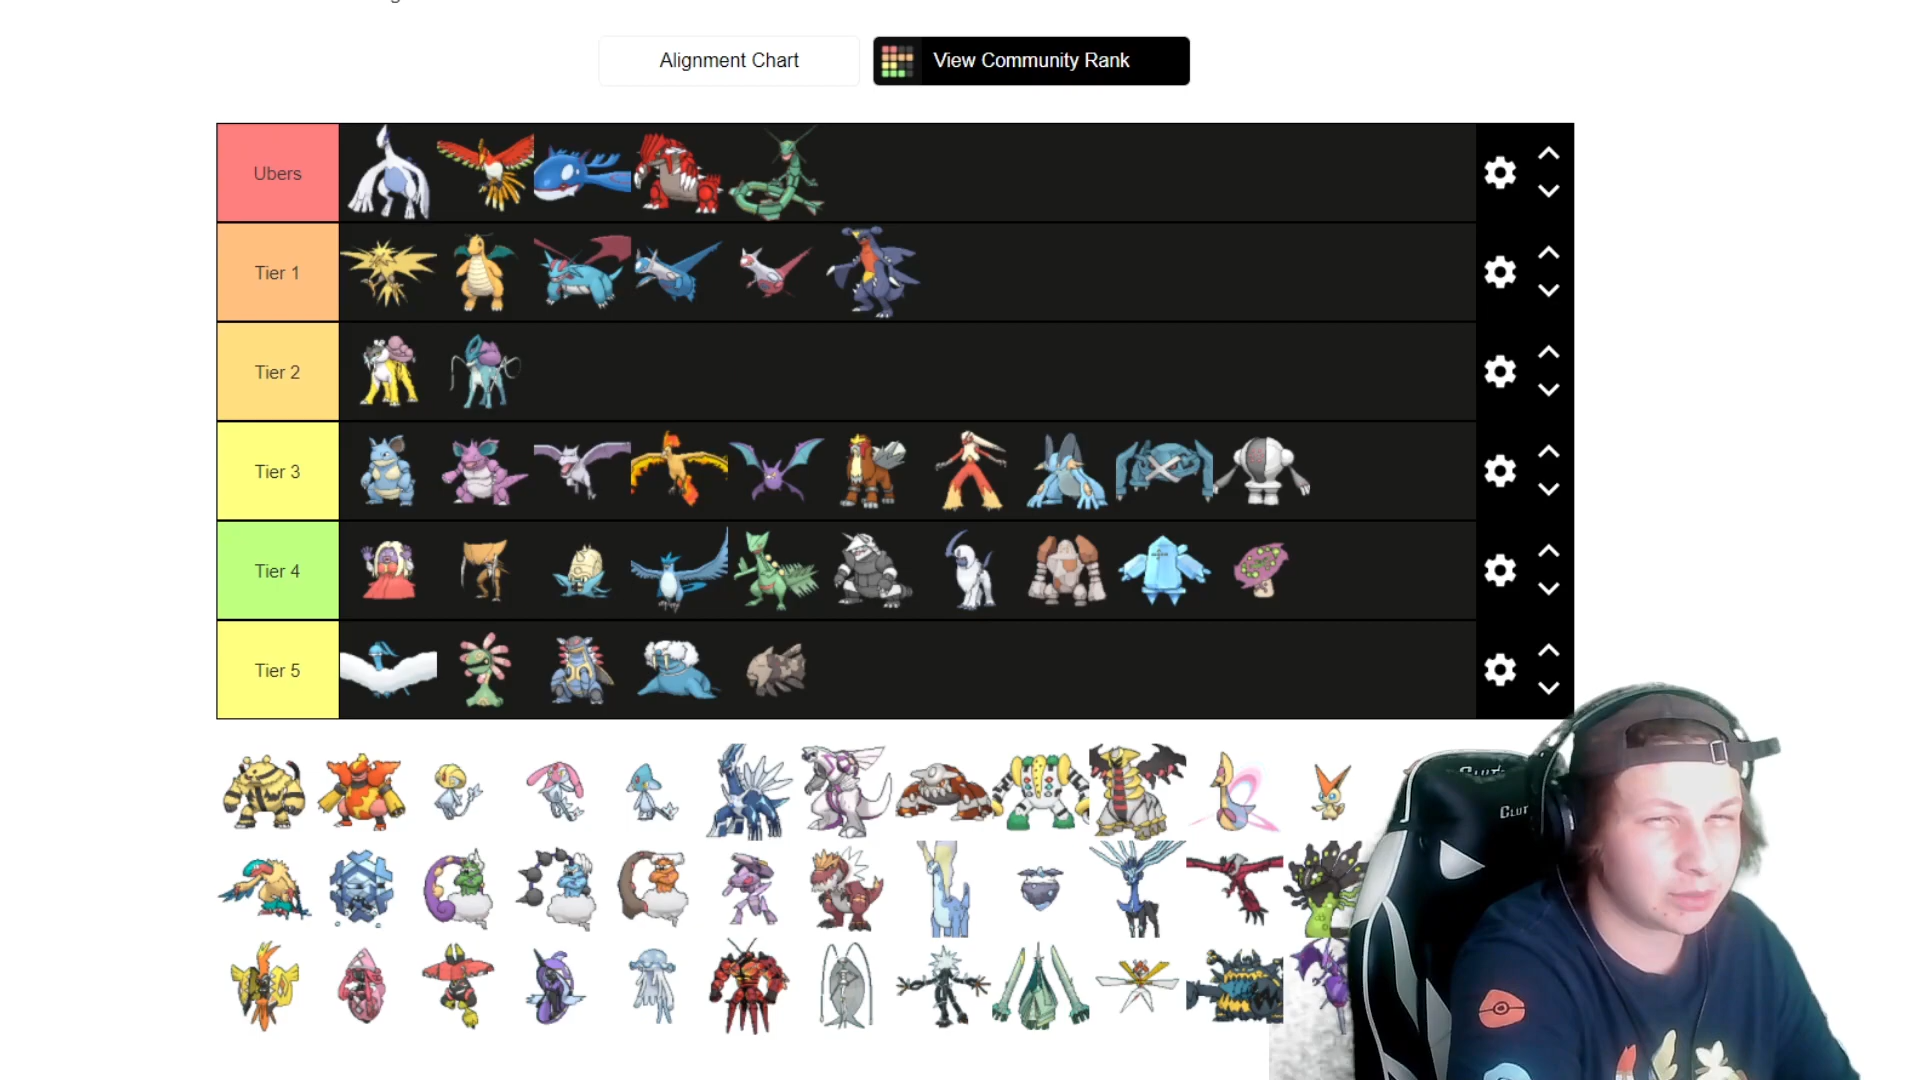 Alignment Chart
View Community Rank
Ubers
Tier 1
Tier 2
Tier 3
Tier 4
Tier 5